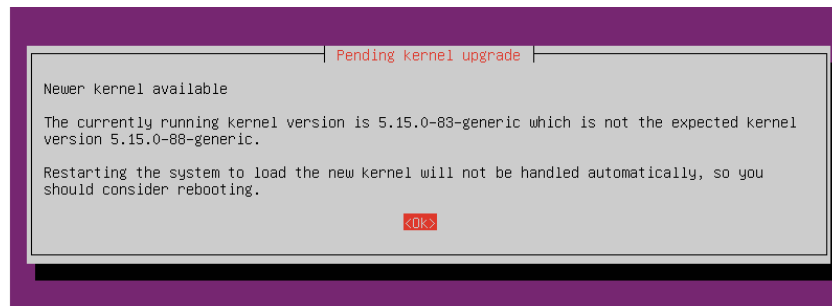 Pending kernel upgrade
Newer kernel available
The currently running kernel version is 5.15.0-83-generic which is not the expected kernel
version 5.15.0-88-generic.
Restarting the system to load the new kernel will not be handled automatically, so you
should consider rebooting.
<Ok>